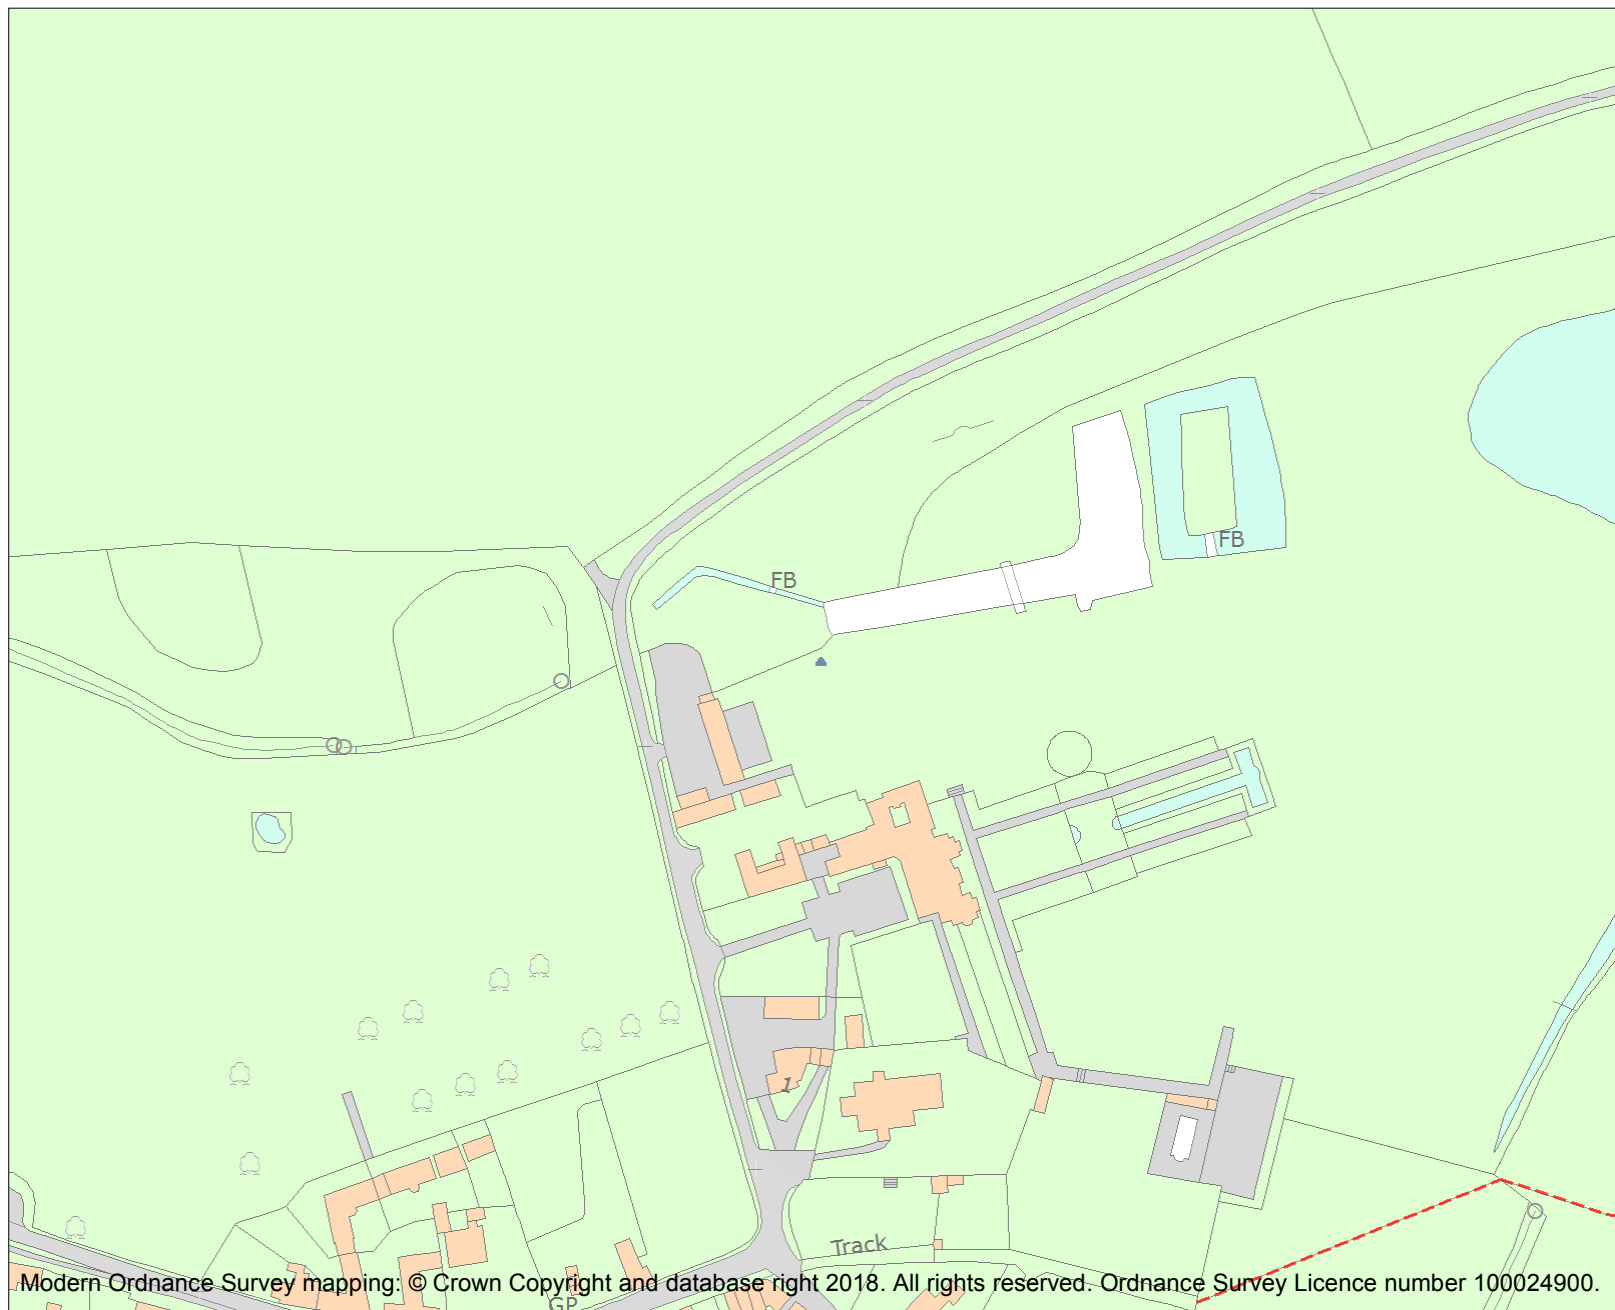 FB
FB
1
Track
Modern Ordnance Survey mapping: © Crown Copyright and database right 2018. All rights reserved. Ordnance Survey Licence number 100024900.
GP